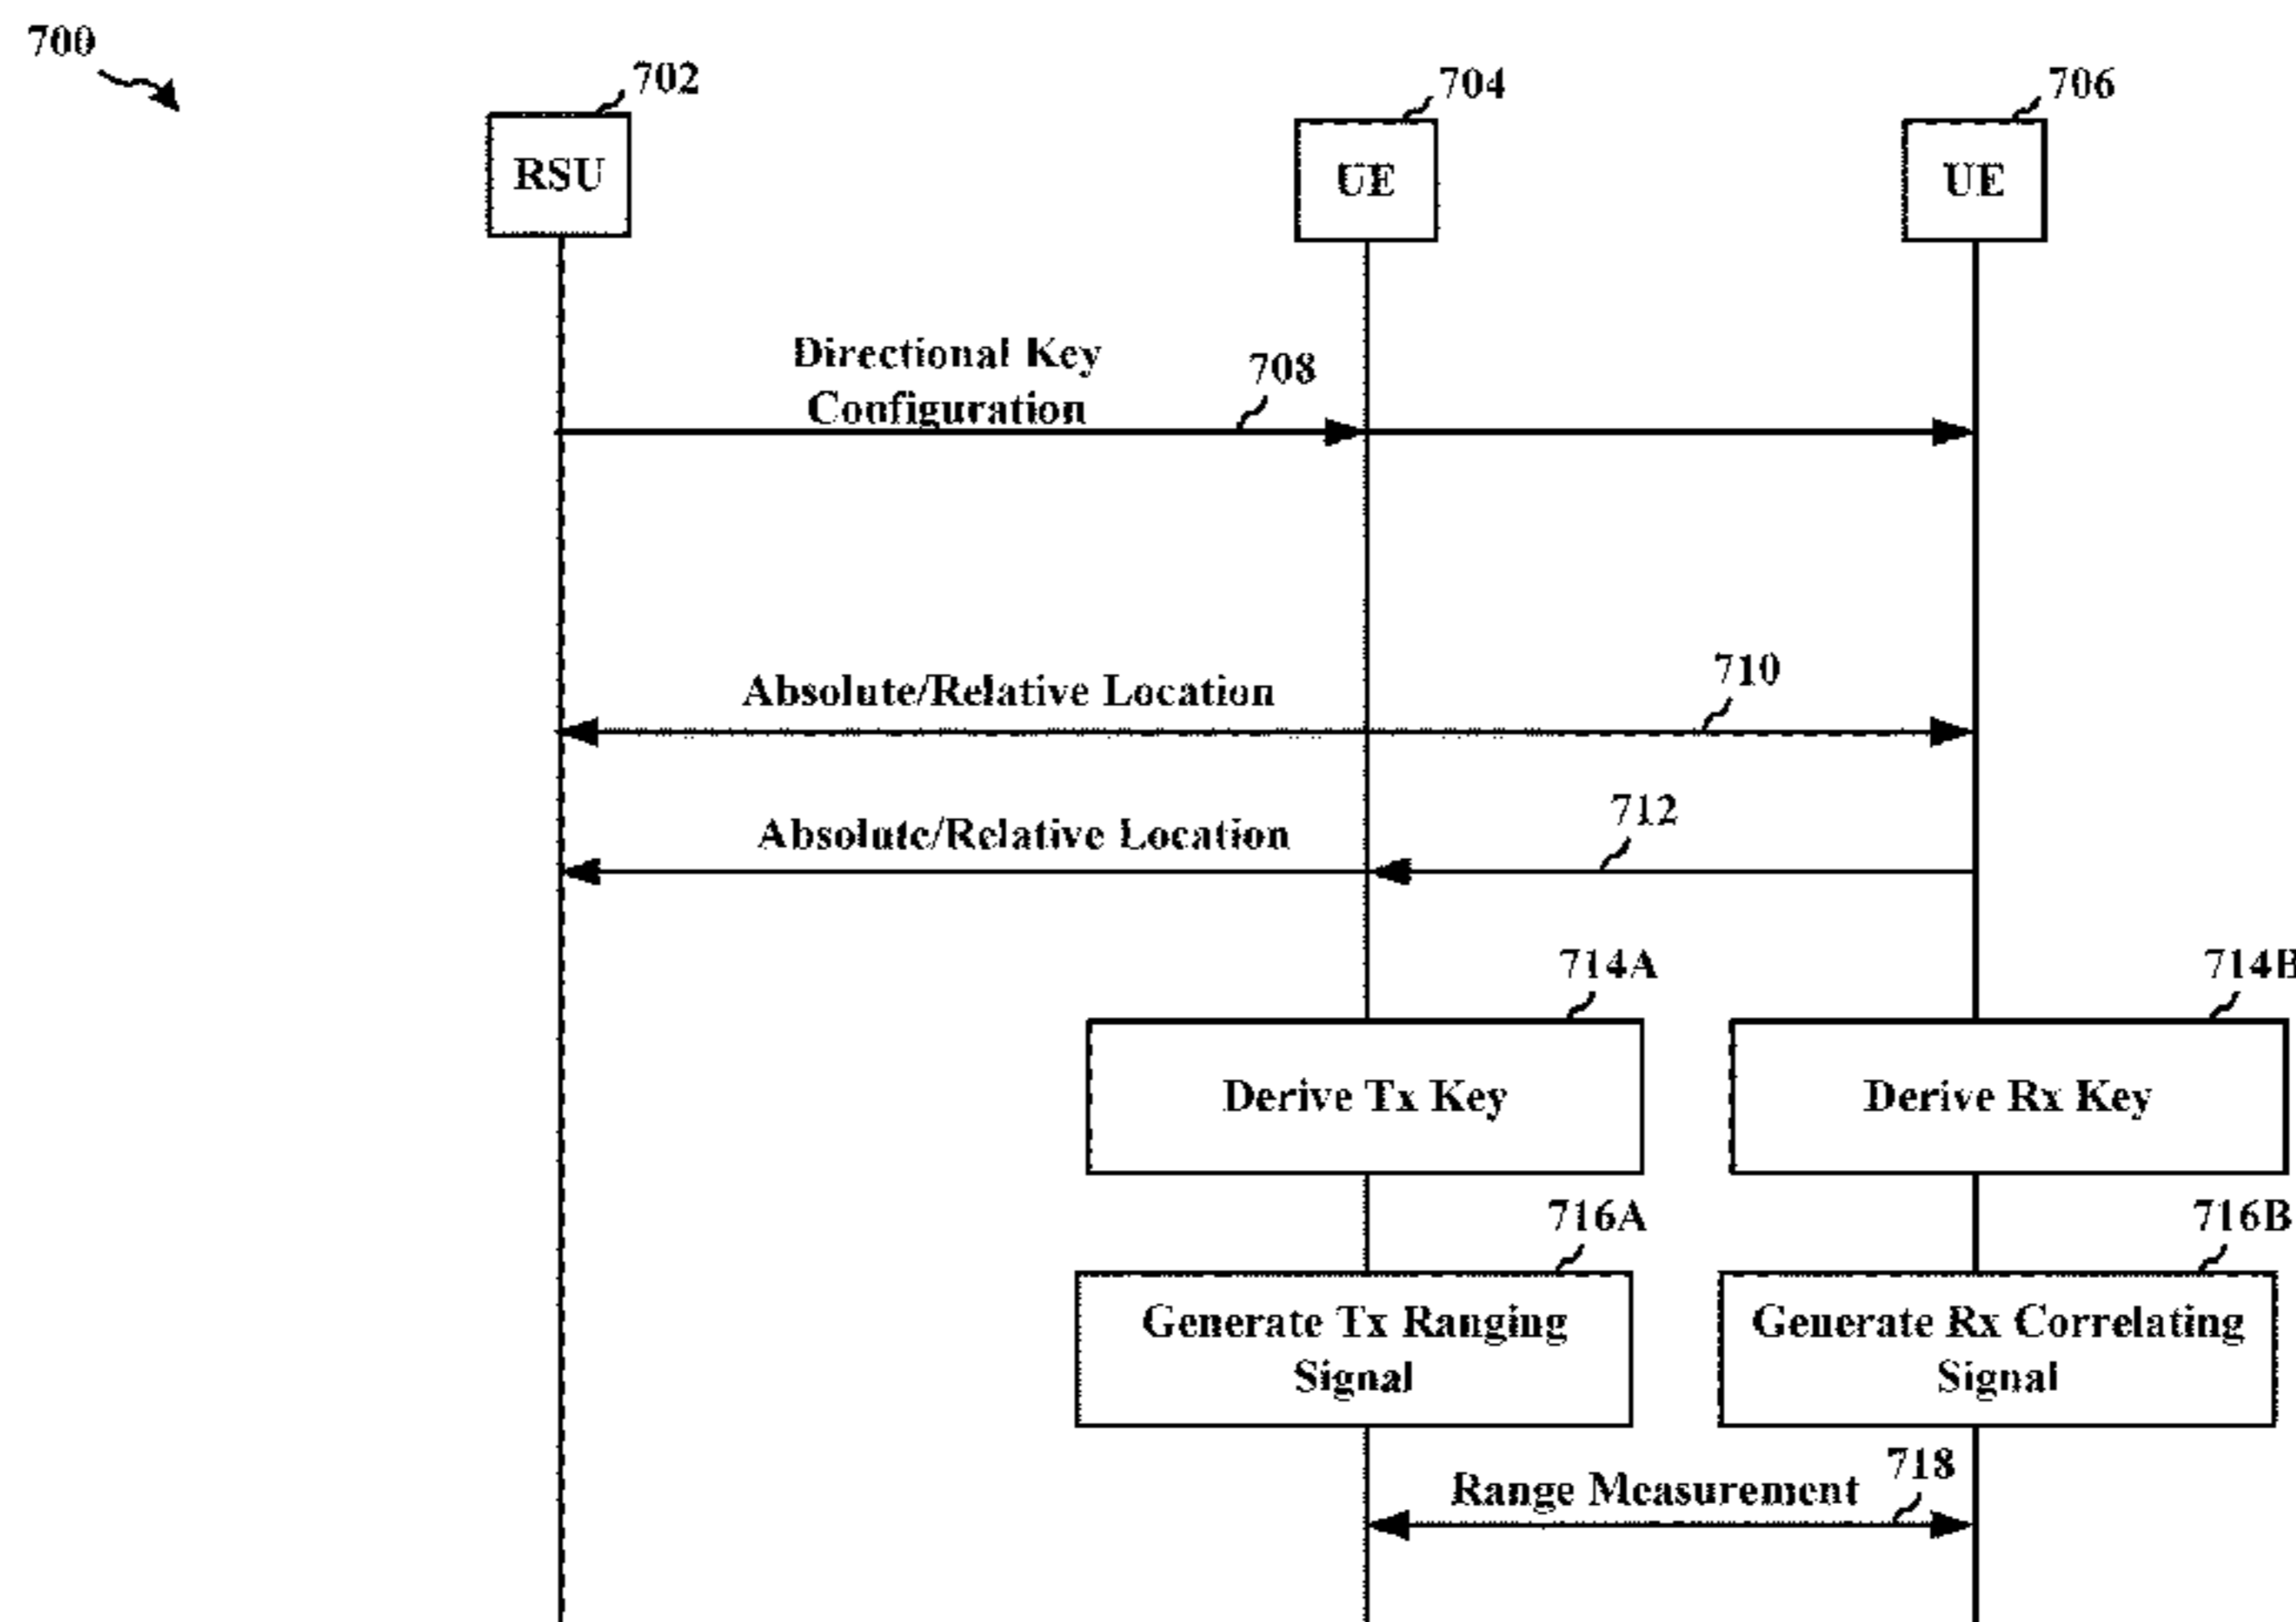 700
702
704
706
RSU
UE
UE
Directional Key
Configuration
708
Absolute/Relative Location
710
Absolute/Relative Location
712
714A
714B
Derive Tx Key
Derive Rx Key
716A
716B
Generate Tx Ranging
Signal
Generate Rx Correlating
Signal
Range Measurement
718